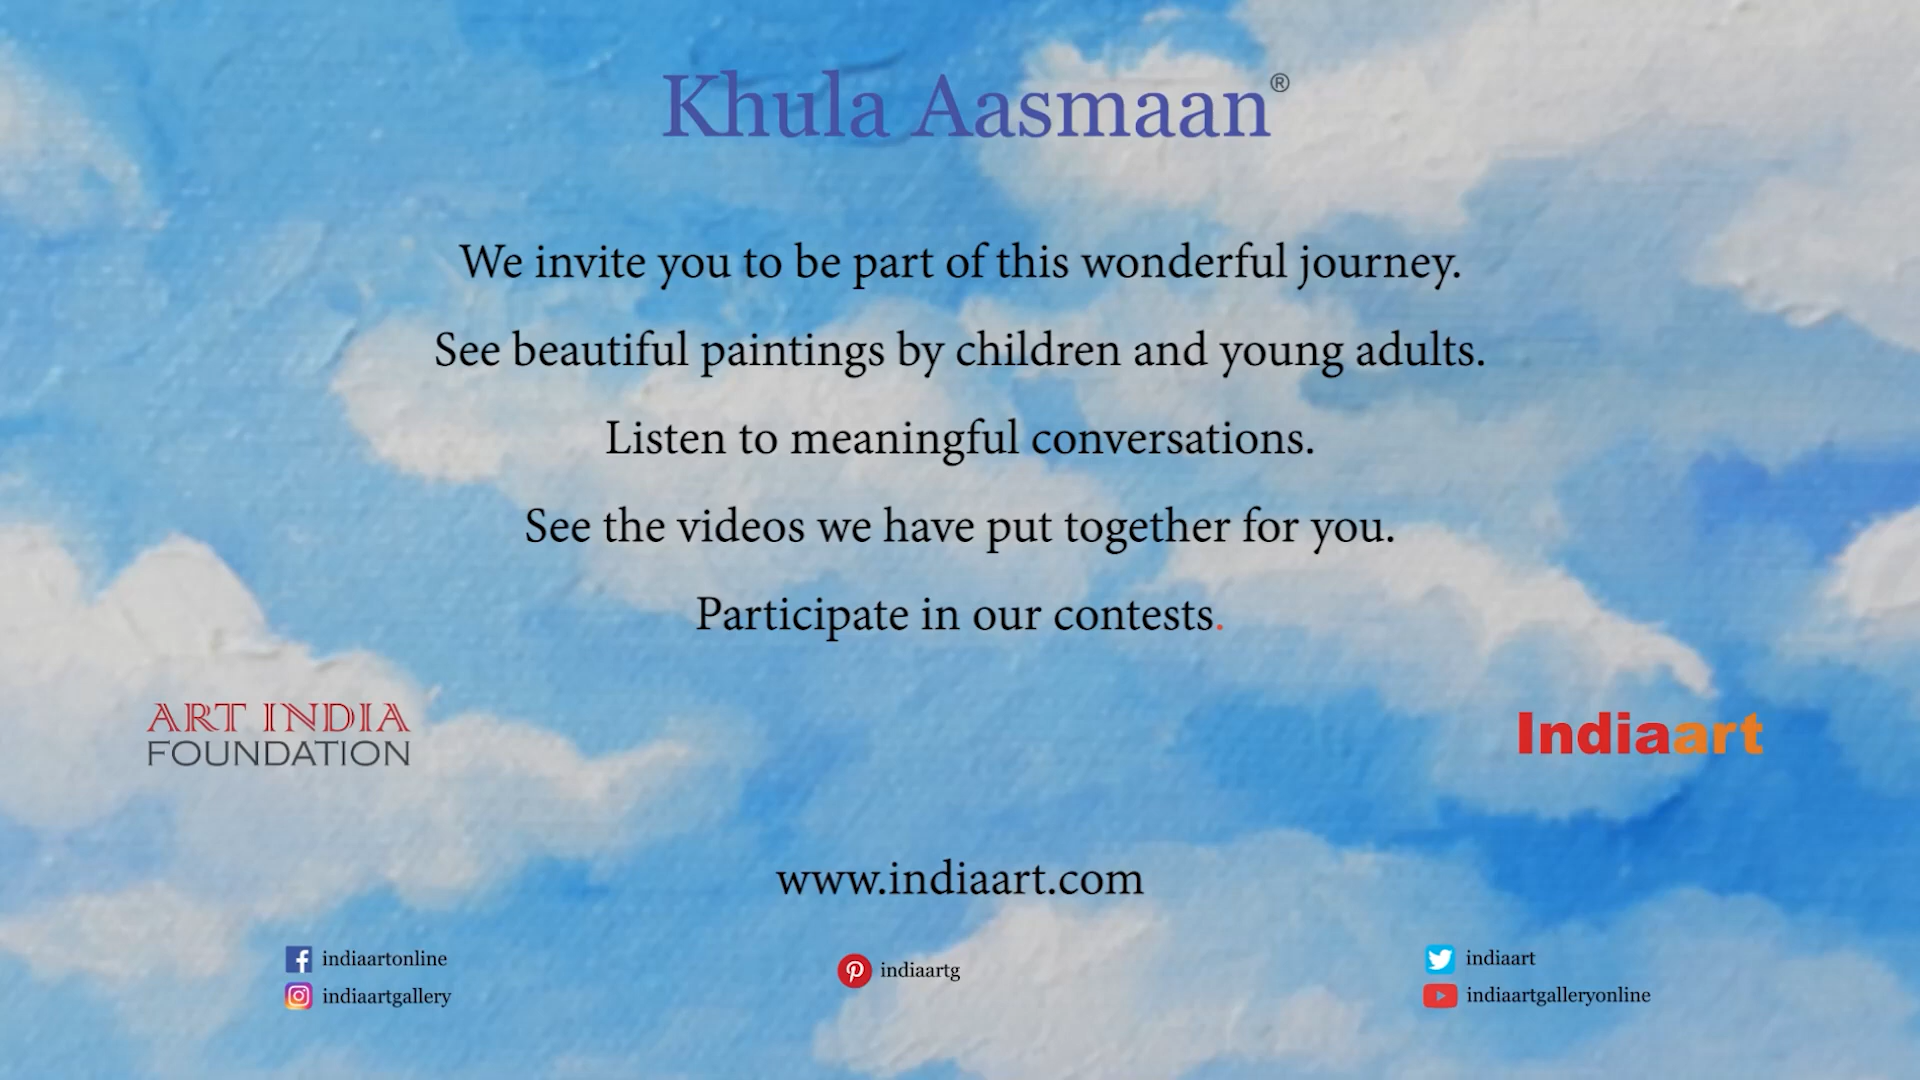 Khula Aasmaan®
We invite you to be part of this wonderful journey.
See beautiful paintings by children and young adults.
Listen to meaningful conversations.
See the videos we have put together for you.
Participate in our contests.
ART INDIA
FOUNDATION
Indiaart
www.indiaart.com
indiaartonline
indiaartgallery
indiaartg
indiaart
indiaartgalleryonline